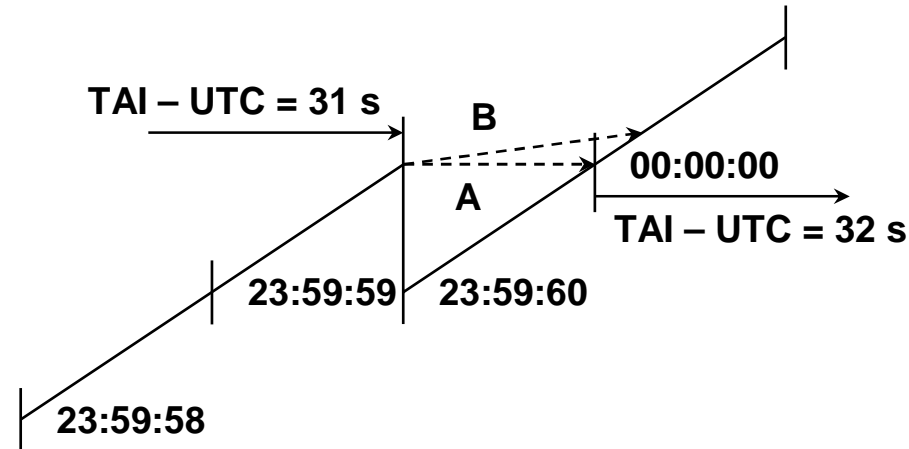 TAI – UTC = 31 s
B
00:00:00
A
TAI – UTC = 32 s
23:59:59
23:59:60
23:59:58